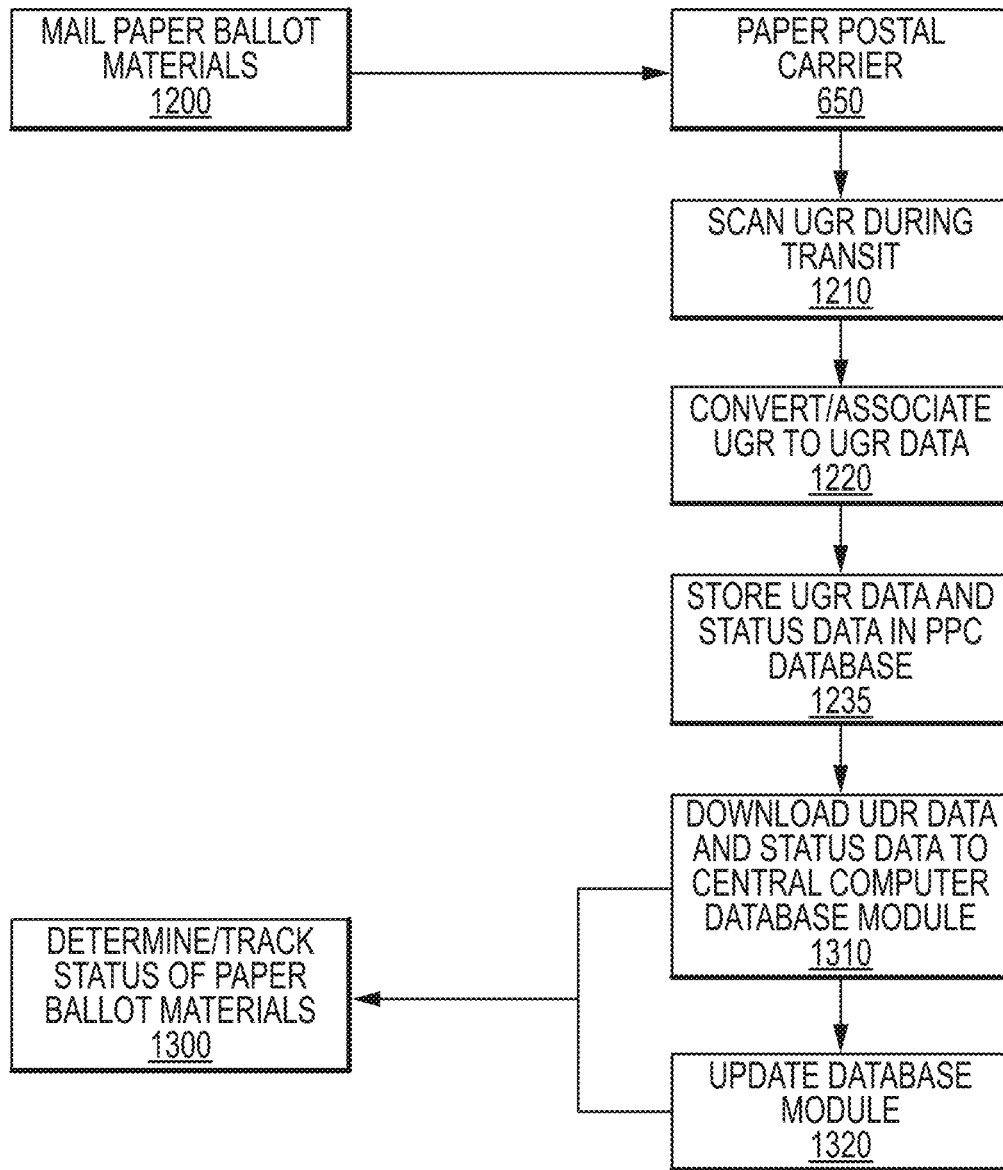 MAIL PAPER BALLOT
MATERIALS
1200
PAPER POSTAL
CARRIER
650
SCAN UGR DURING
TRANSIT
1210
CONVERT/ASSOCIATE
UGR TO UGR DATA
1220
STORE UGR DATA AND
STATUS DATA IN PPC
DATABASE
1235
DOWNLOAD UDR DATA
AND STATUS DATA TO
CENTRAL COMPUTER
DATABASE MODULE
1310
DETERMINE/TRACK
STATUS OF PAPER
BALLOT MATERIALS
1300
UPDATE DATABASE
MODULE
1320